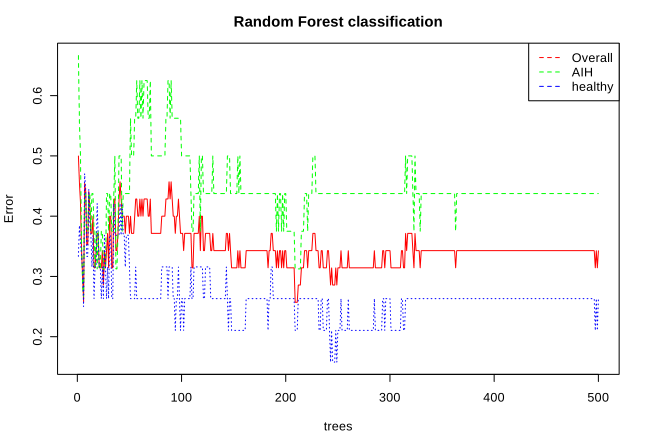 Random Forest classification
Overall
AIH
healthy
Error
0.6
0.5
0.4
0.3
0.2
0 100 200 300 400 500
trees